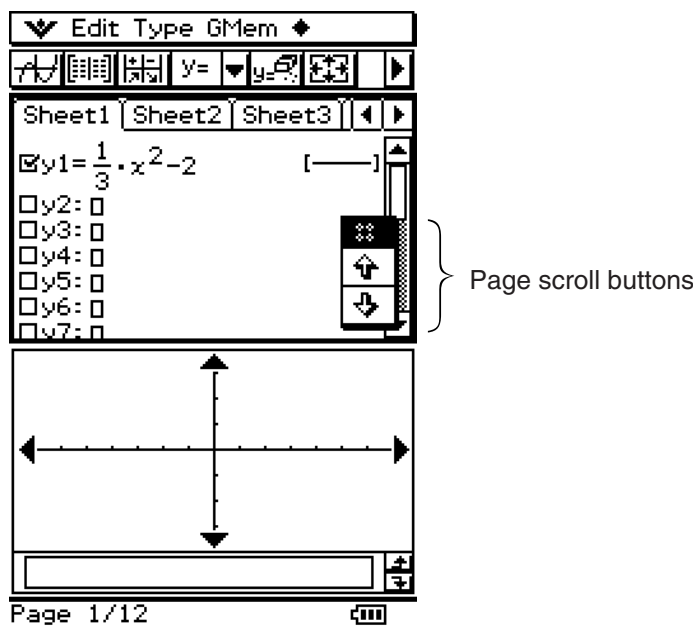 Edit Type GMem
y= y=
Sheet1 Sheet2 Sheet3
y1=1/3·x²-2 [——]
y2:
y3:
y4:
y5:
y6:
y7:
Page scroll buttons
Page 1/12